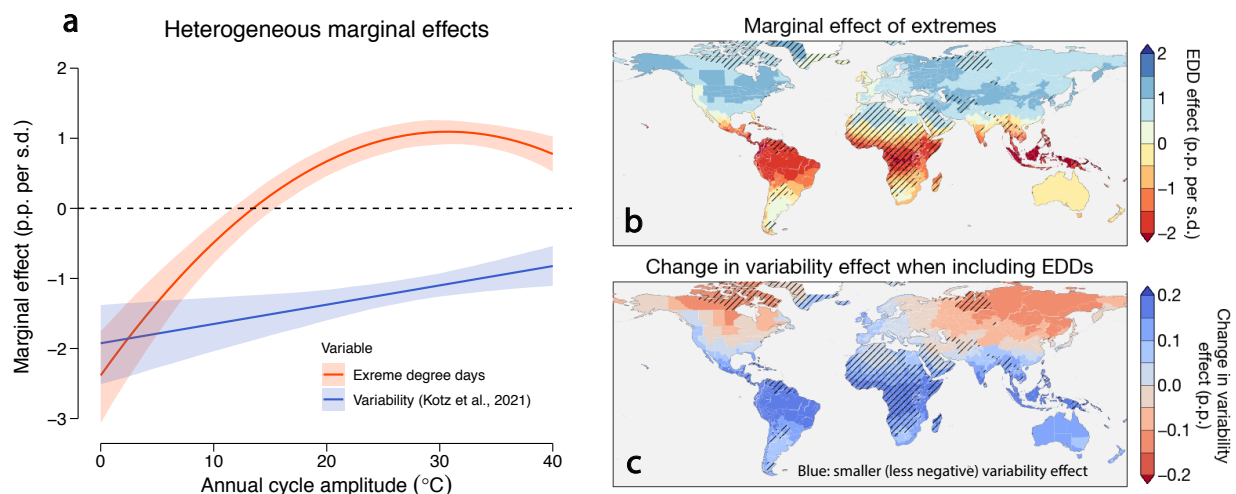 a
Heterogeneous marginal effects
Marginal effect (p.p. per s.d.)
2
1
0
−1
−2
−3
Variable
Exreme degree days
Variability (Kotz et al., 2021)
0
10
20
30
40
Annual cycle amplitude (°C)
Marginal effect of extremes
b
2
1
0
−1
−2
EDD effect (p.p. per s.d.)
Change in variability effect when including EDDs
c
Blue: smaller (less negative) variability effect
0.2
0.1
0.0
−0.1
−0.2
Change in variability
effect (p.p.)